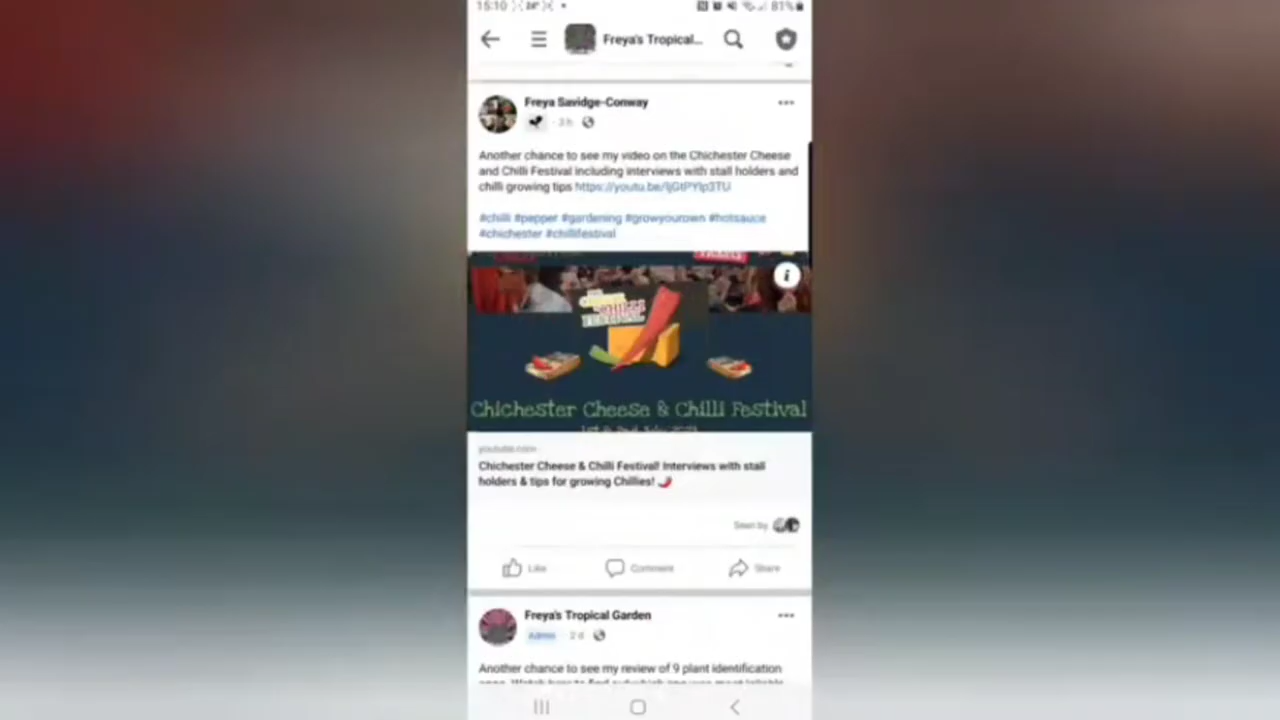 15:10
81%
Freya's Tropical...
Freya Savidge-Conway
3 h
Another chance to see my video on the Chichester Cheese
and Chilli Festival including interviews with stall holders and
chilli growing tips https://youtu.be/
#chilli #pepper #gardening #growyourown #hotsauce
#chichester #chillifestival
FESTIVAL
Chichester Cheese & Chilli Festival
youtube.com
Chichester Cheese & Chilli Festival! Interviews with stall
holders & tips for growing Chillies! 🌶️
Seen by
Like
Comment
Share
Freya's Tropical Garden
Admin · 2 d
Another chance to see my review of 9 plant identification